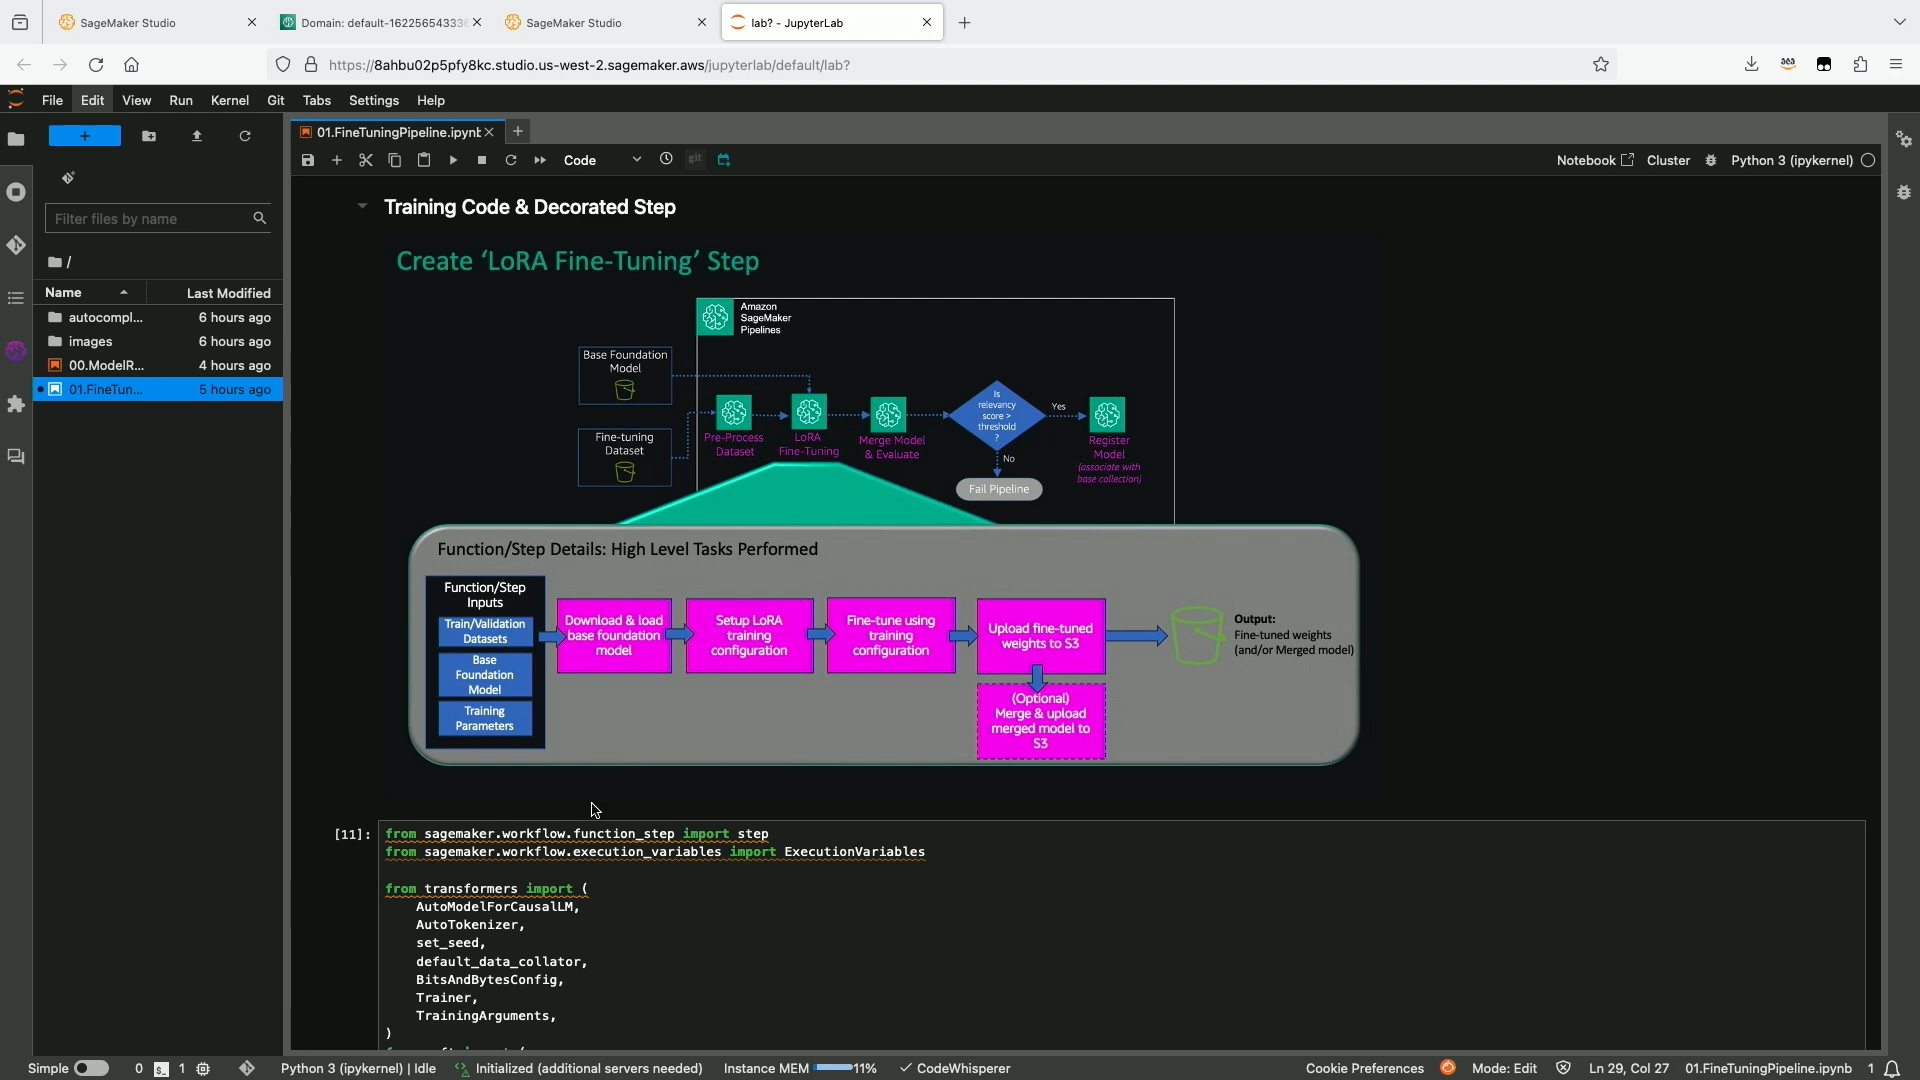 SageMaker Studio
Domain: default-16225654333
SageMaker Studio
lab? - JupyterLab
https://8ahbu02p5pfy8kc.studio.us-west-2.sagemaker.aws/jupyterlab/default/lab?
File Edit View Run Kernel Git Tabs Settings Help
01.FineTuningPipeline.ipynb
Code
git
Notebook
Cluster
Python 3 (ipykernel)
Filter files by name
/
Name
Last Modified
autocompl... 6 hours ago
images 6 hours ago
00.ModelR... 4 hours ago
01.FineTun... 5 hours ago
Training Code & Decorated Step
Create ‘LoRA Fine-Tuning’ Step
Amazon
SageMaker
Pipelines
Base Foundation
Model
Fine-tuning
Dataset
Pre-Process
Dataset
LoRA
Fine-Tuning
Merge Model
& Evaluate
Is
relevancy
score >
threshold
?
Yes
No
Fail Pipeline
Register
Model
(associate with
base collection)
Function/Step Details: High Level Tasks Performed
Function/Step
Inputs
Train/Validation
Datasets
Base
Foundation
Model
Training
Parameters
Download & load
base foundation
model
Setup LoRA
training
configuration
Fine-tune using
training
configuration
Upload fine-tuned
weights to S3
(Optional)
Merge & upload
merged model to
S3
Output:
Fine-tuned weights
(and/or Merged model)
[11]:
from sagemaker.workflow.function_step import step
from sagemaker.workflow.execution_variables import ExecutionVariables
from transformers import (
AutoModelForCausalLM,
AutoTokenizer,
set_seed,
default_data_collator,
BitsAndBytesConfig,
Trainer,
TrainingArguments,
)
Simple
0
1
Python 3 (ipykernel) | Idle
Initialized (additional servers needed)
Instance MEM
11%
CodeWhisperer
Cookie Preferences
Mode: Edit
Ln 29, Col 27
01.FineTuningPipeline.ipynb
1